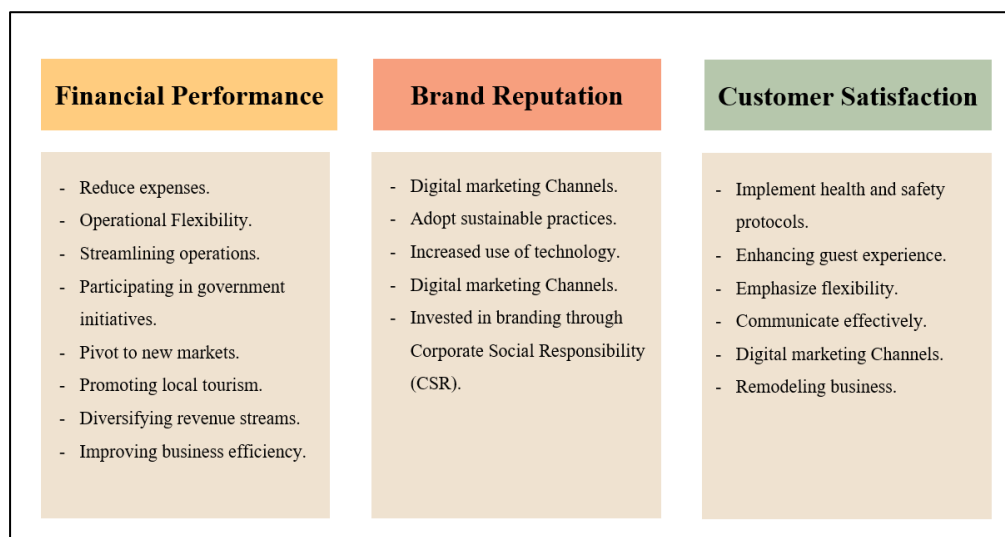 Financial Performance
- Reduce expenses.
- Operational Flexibility.
- Streamlining operations.
- Participating in government
initiatives.
- Pivot to new markets.
- Promoting local tourism.
- Diversifying revenue streams.
- Improving business efficiency.
Brand Reputation
- Digital marketing Channels.
- Adopt sustainable practices.
- Increased use of technology.
- Digital marketing Channels.
- Invested in branding through
Corporate Social Responsibility
(CSR).
Customer Satisfaction
- Implement health and safety
protocols.
- Enhancing guest experience.
- Emphasize flexibility.
- Communicate effectively.
- Digital marketing Channels.
- Remodeling business.